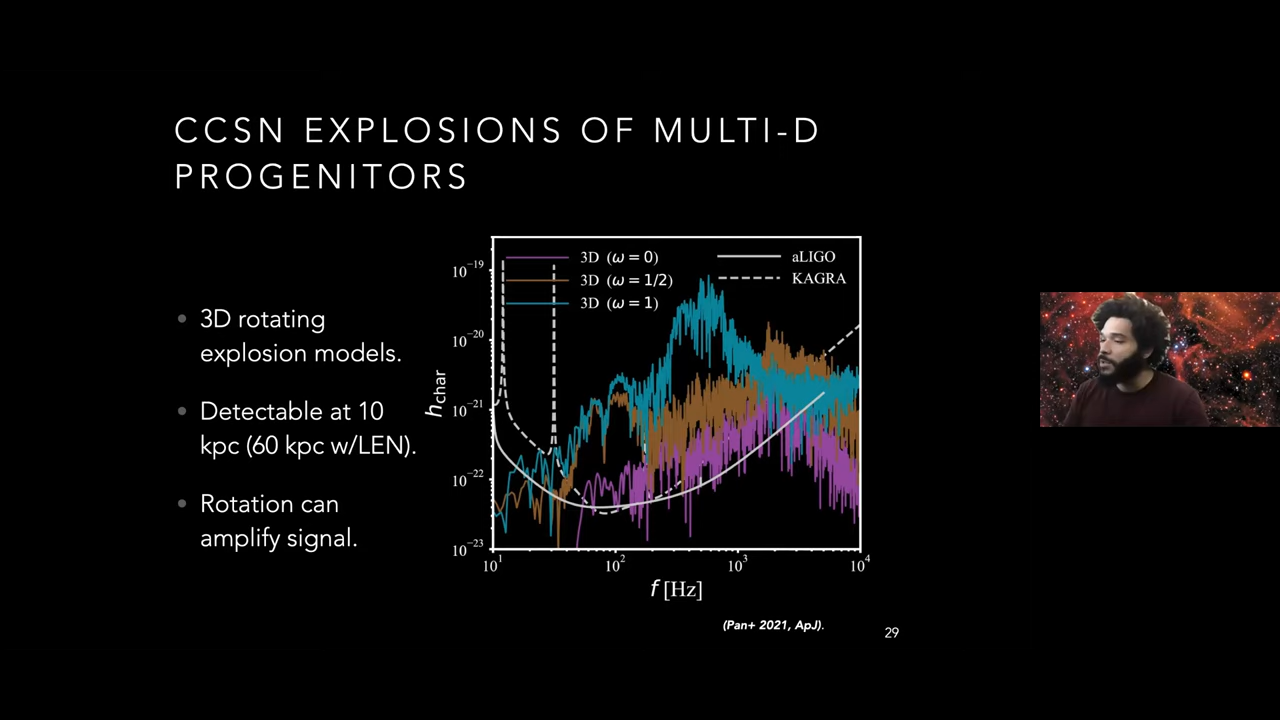 CCSN EXPLOSIONS OF MULTI-D
PROGENITORS
3D rotating
explosion models.
Detectable at 10
kpc (60 kpc w/LEN).
Rotation can
amplify signal.
3D (ω = 0)
3D (ω = 1/2)
3D (ω = 1)
aLIGO
KAGRA
10⁻¹⁹
10⁻²⁰
10⁻²¹
10⁻²²
10⁻²³
h_char
10¹ 10² 10³ 10⁴
f [Hz]
(Pan+ 2021, ApJ).
29